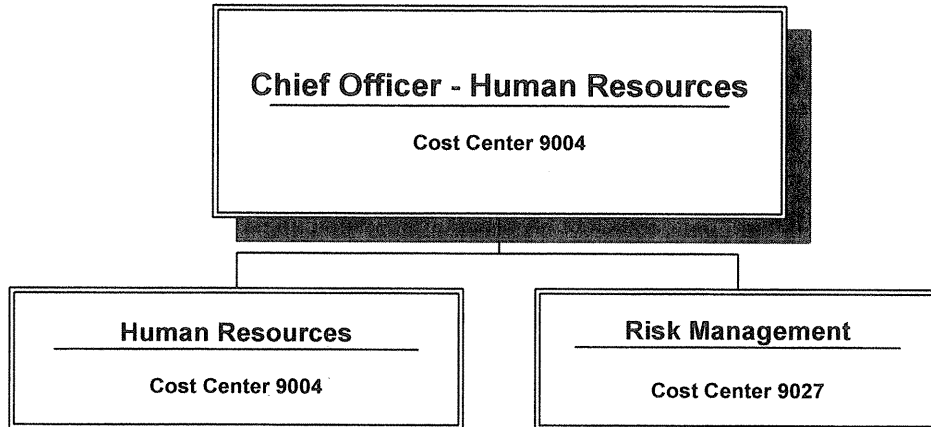 Chief Officer - Human Resources
Cost Center 9004
Human Resources
Cost Center 9004
Risk Management
Cost Center 9027